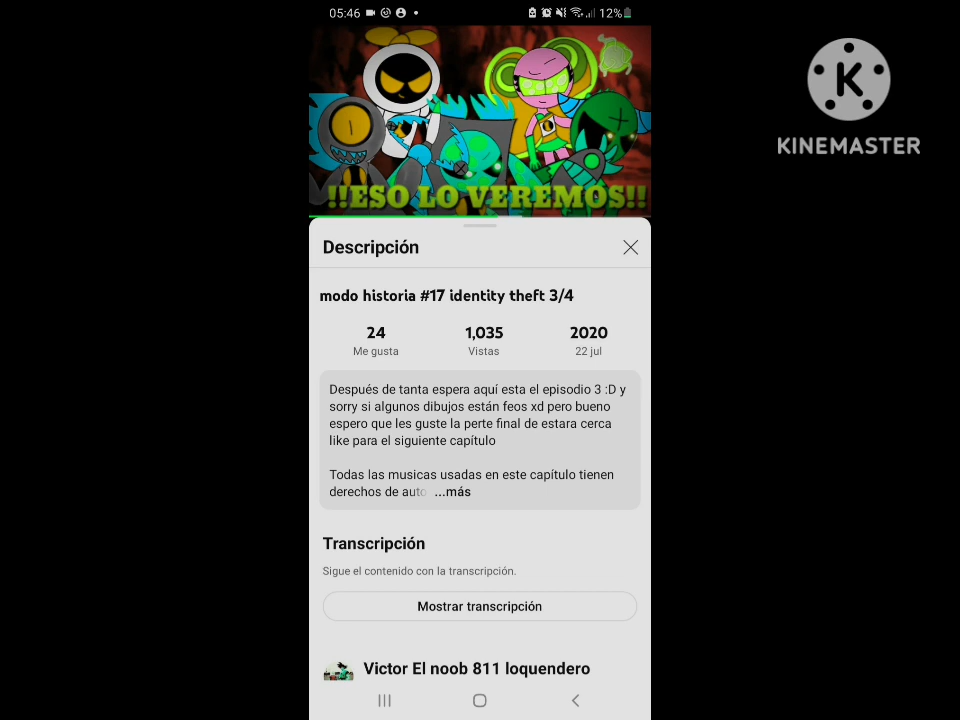 05:46
12%
KINEMASTER
!!ESO LO VEREMOS!!
Descripción
modo historia #17 identity theft 3/4
24
1,035
2020
Me gusta
Vistas
22 jul
Después de tanta espera aquí esta el episodio 3 :D y
sorry si algunos dibujos están feos xd pero bueno
espero que les guste la perte final de estara cerca
like para el siguiente capítulo
Todas las musicas usadas en este capítulo tienen
derechos de auto ...más
Transcripción
Sigue el contenido con la transcripción.
Mostrar transcripción
Victor El noob 811 loquendero